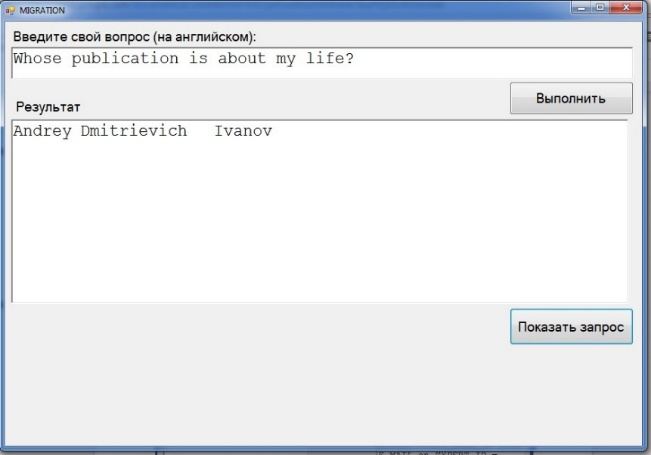 MIGRATION
Введите свой вопрос (на английском):
Whose publication is about my life?
Выполнить
Результат
Andrey Dmitrievich Ivanov
Показать запрос